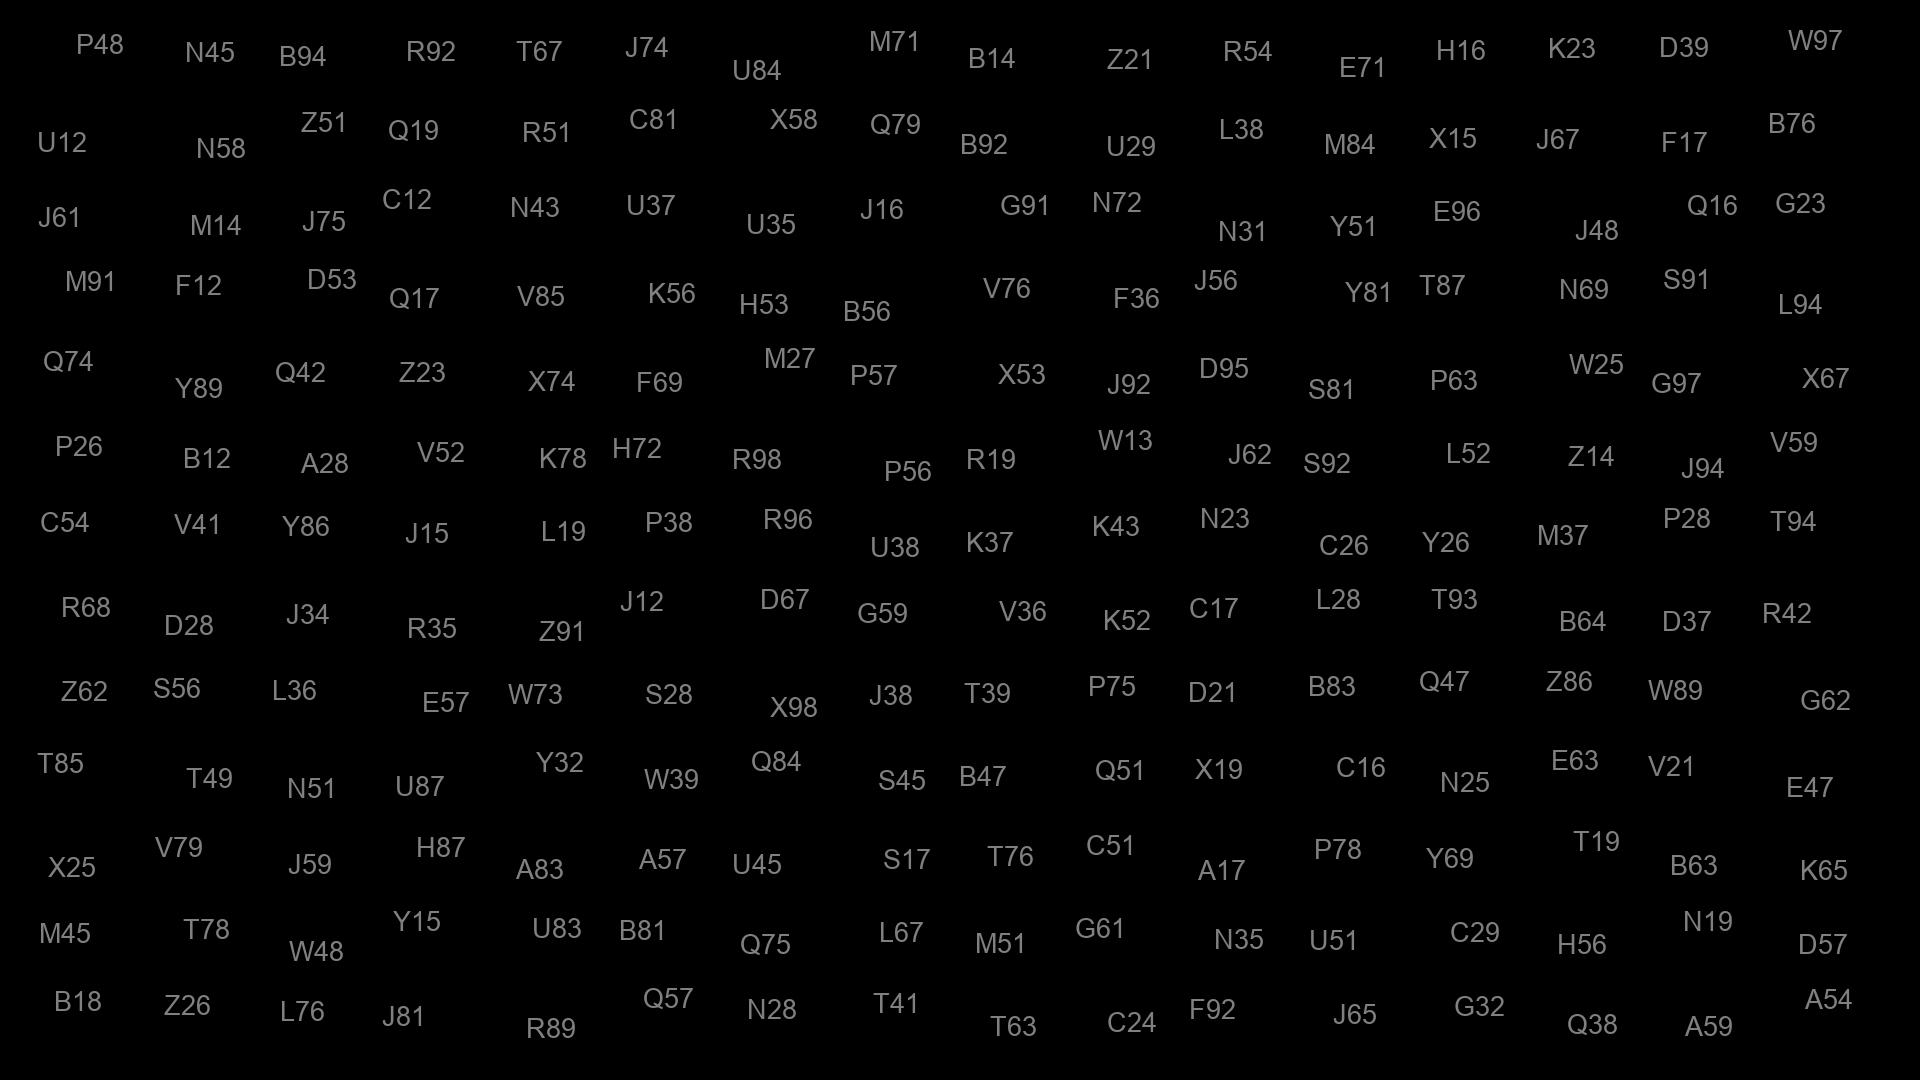 P48 N45 B94 R92 T67 J74 U84 M71 B14 Z21 R54 E71 H16 K23 D39 W97
U12 N58 Z51 Q19 R51 C81 X58 Q79 B92 U29 L38 M84 X15 J67 F17 B76
J61 M14 J75 C12 N43 U37 U35 J16 G91 N72 N31 Y51 E96 J48 Q16 G23
M91 F12 D53 Q17 V85 K56 H53 B56 V76 F36 J56 Y81 T87 N69 S91 L94
Q74 Y89 Q42 Z23 X74 F69 M27 P57 X53 J92 D95 S81 P63 W25 G97 X67
P26 B12 A28 V52 K78 H72 R98 P56 R19 W13 J62 S92 L52 Z14 J94 V59
C54 V41 Y86 J15 L19 P38 R96 U38 K37 K43 N23 C26 Y26 M37 P28 T94
R68 D28 J34 R35 Z91 J12 D67 G59 V36 K52 C17 L28 T93 B64 D37 R42
Z62 S56 L36 E57 W73 S28 X98 J38 T39 P75 D21 B83 Q47 Z86 W89 G62
T85 T49 N51 U87 Y32 W39 Q84 S45 B47 Q51 X19 C16 N25 E63 V21 E47
X25 V79 J59 H87 A83 A57 U45 S17 T76 C51 A17 P78 Y69 T19 B63 K65
M45 T78 W48 Y15 U83 B81 Q75 L67 M51 G61 N35 U51 C29 H56 N19 D57
B18 Z26 L76 J81 R89 Q57 N28 T41 T63 C24 F92 J65 G32 Q38 A59 A54